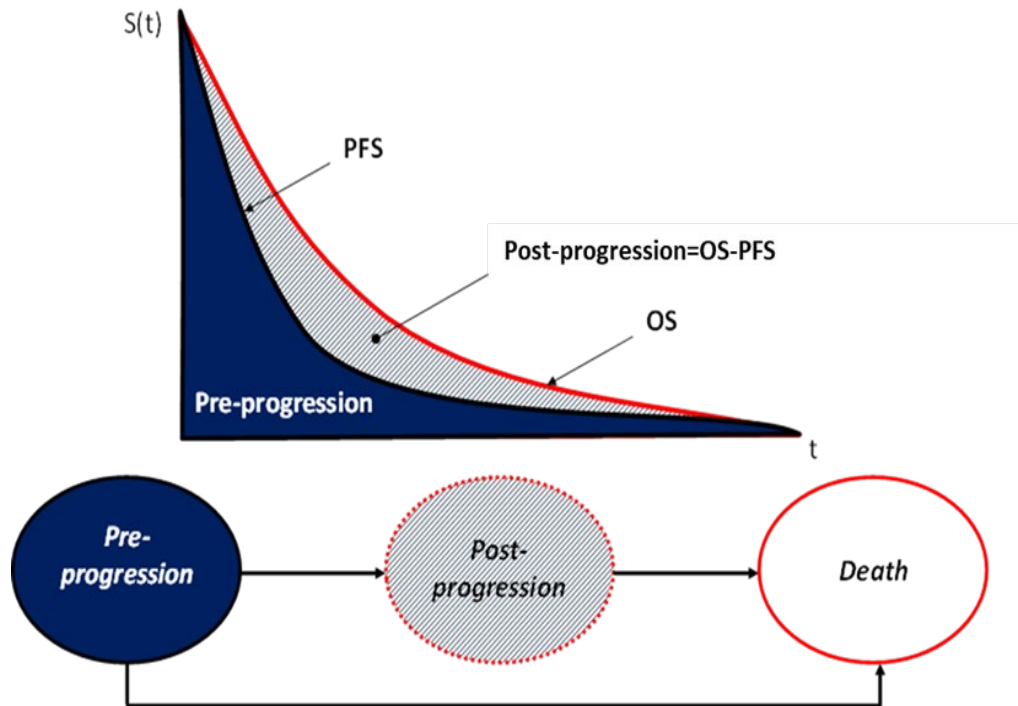 S(t)
PFS
Post-progression=OS-PFS
OS
Pre-progression
t
Pre-
progression
Post-
progression
Death